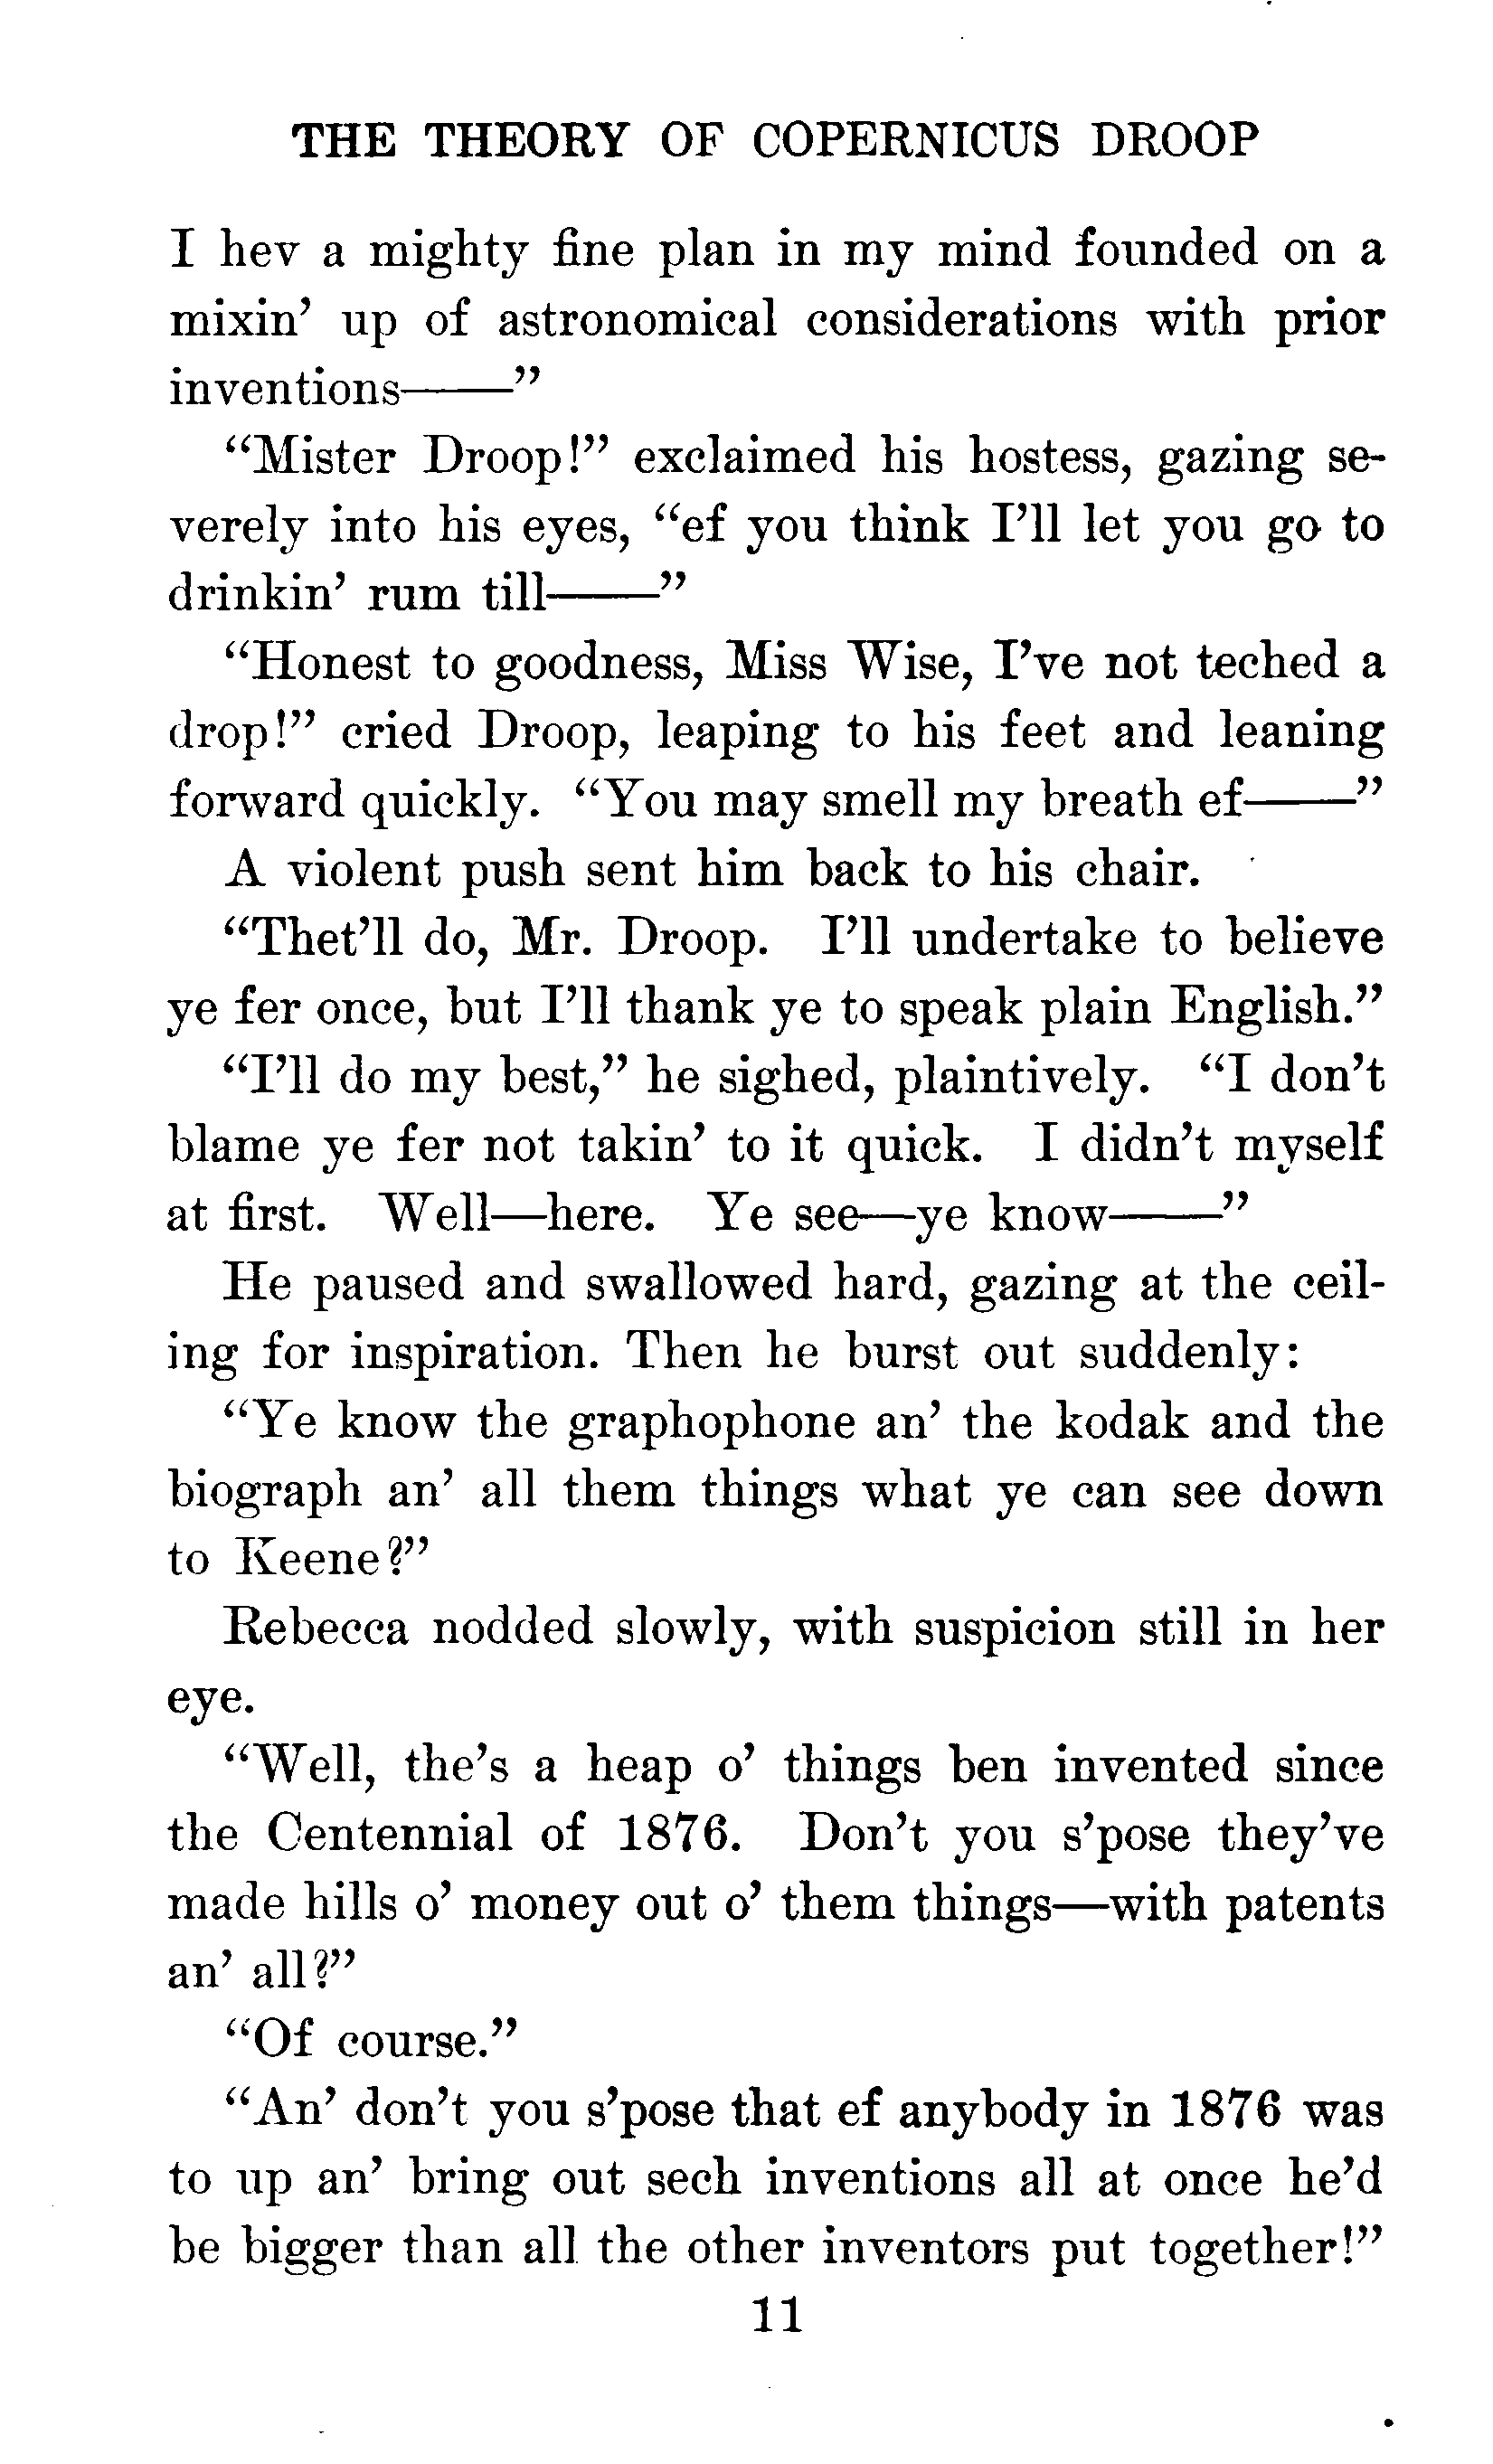 THE THEORY OF COPERNICUS DROOP
I hev a mighty fine plan in my mind founded on a
mixin’ up of astronomical considerations with prior
inventions——”
“Mister Droop!” exclaimed his hostess, gazing se-
verely into his eyes, “ef you think I’ll let you go to
drinkin’ rum till——”
“Honest to goodness, Miss Wise, I’ve not teched a
drop!” cried Droop, leaping to his feet and leaning
forward quickly. “You may smell my breath ef——”
A violent push sent him back to his chair.
“Thet’ll do, Mr. Droop. I’ll undertake to believe
ye fer once, but I’ll thank ye to speak plain English.”
“I’ll do my best,” he sighed, plaintively. “I don’t
blame ye fer not takin’ to it quick. I didn’t myself
at first. Well—here. Ye see—ye know——”
He paused and swallowed hard, gazing at the ceil-
ing for inspiration. Then he burst out suddenly:
“Ye know the graphophone an’ the kodak and the
biograph an’ all them things what ye can see down
to Keene?”
Rebecca nodded slowly, with suspicion still in her
eye.
“Well, the’s a heap o’ things ben invented since
the Centennial of 1876. Don’t you s’pose they’ve
made hills o’ money out o’ them things—with patents
an’ all?”
“Of course.”
“An’ don’t you s’pose that ef anybody in 1876 was
to up an’ bring out sech inventions all at once he’d
be bigger than all the other inventors put together!”
11